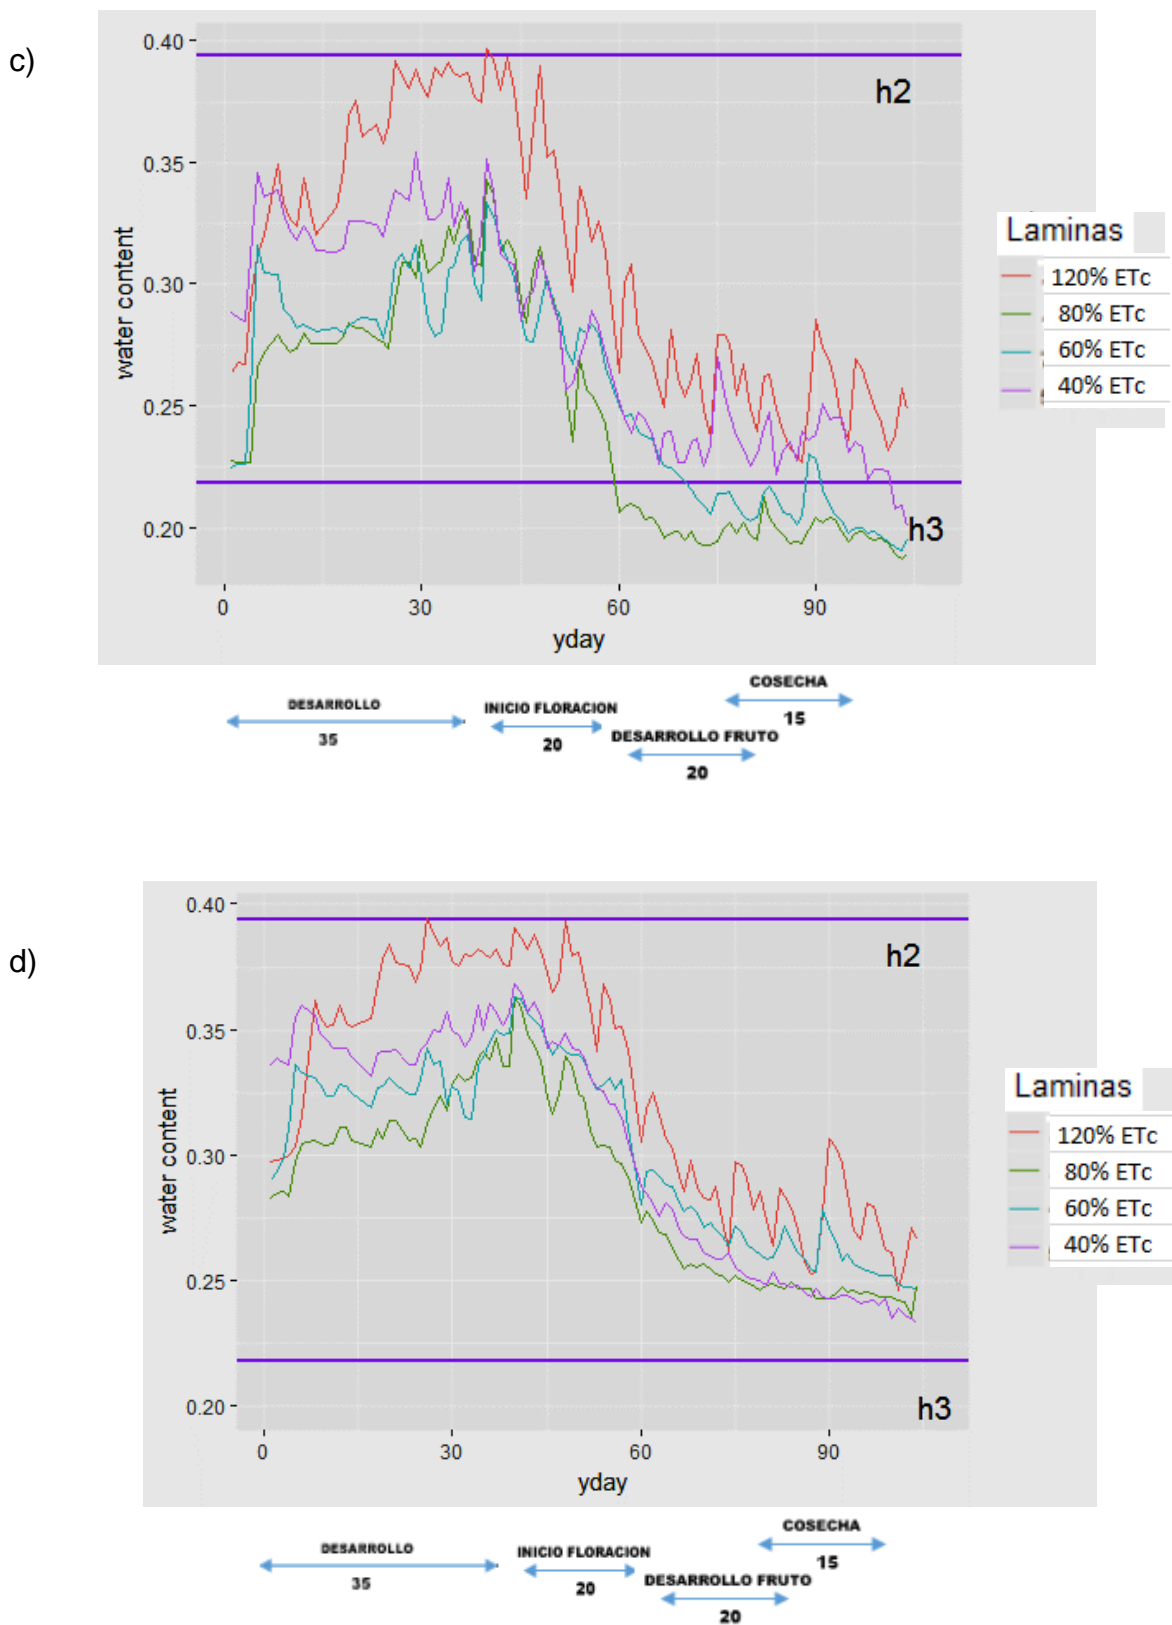 c)
0.40
0.35
0.30
0.25
0.20
water content
h2
h3
0
30
60
90
yday
Laminas
120% ETc
80% ETc
60% ETc
40% ETc
DESARROLLO
35
INICIO FLORACION
20
DESARROLLO FRUTO
20
COSECHA
15
d)
0.40
0.35
0.30
0.25
0.20
water content
h2
h3
0
30
60
90
yday
Laminas
120% ETc
80% ETc
60% ETc
40% ETc
DESARROLLO
35
INICIO FLORACION
20
DESARROLLO FRUTO
20
COSECHA
15